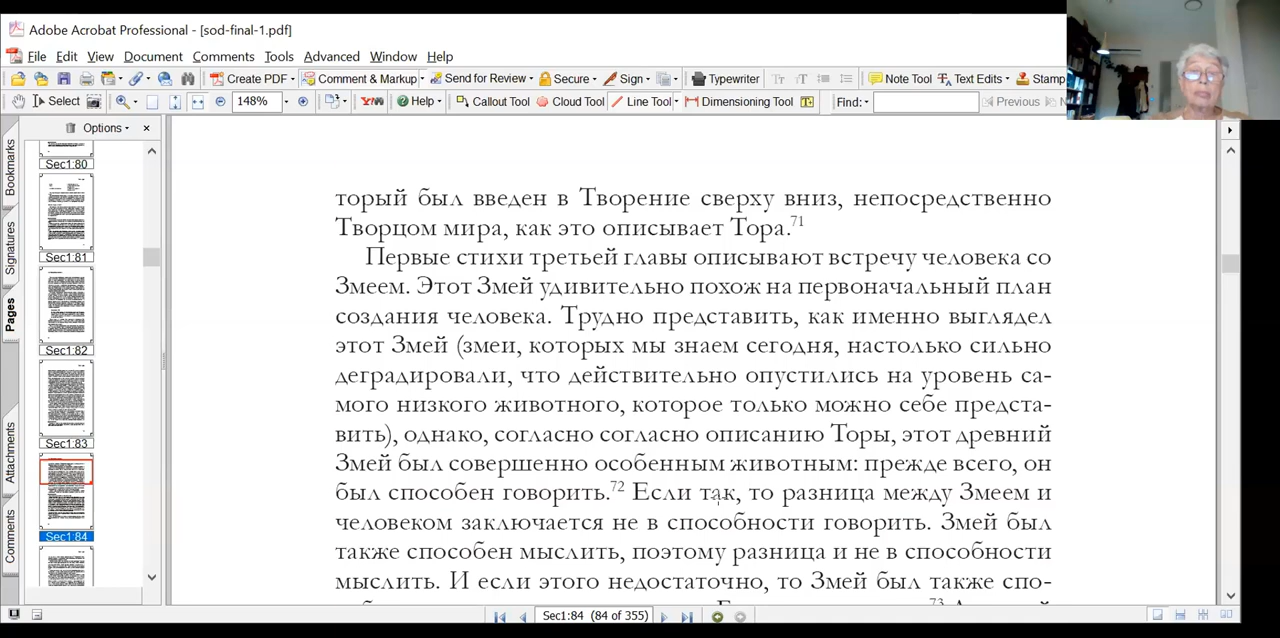 Adobe Acrobat Professional - [sod-final-1.pdf]
File Edit View Document Comments Tools Advanced Window Help
Create PDF Comment & Markup Send for Review Secure Sign Typewriter Note Tool Text Edits Stamp
Select 148% Help Callout Tool Cloud Tool Line Tool Dimensioning Tool Find: Previous
Options
Bookmarks
Signatures
Pages
Attachments
Comments
Sec1:80
Sec1:81
Sec1:82
Sec1:83
Sec1:84
торый был введен в Творение сверху вниз, непосредственно
Творцом мира, как это описывает Тора.71
Первые стихи третьей главы описывают встречу человека со
Змеем. Этот Змей удивительно похож на первоначальный план
создания человека. Трудно представить, как именно выглядел
этот Змей (змеи, которых мы знаем сегодня, настолько сильно
деградировали, что действительно опустились на уровень са-
мого низкого животного, которое только можно себе предста-
вить), однако, согласно согласно описанию Торы, этот древний
Змей был совершенно особенным животным: прежде всего, он
был способен говорить.72 Если так, то разница между Змеем и
человеком заключается не в способности говорить. Змей был
также способен мыслить, поэтому разница и не в способности
мыслить. И если этого недостаточно, то Змей был также спо-
Sec1:84 (84 of 355)